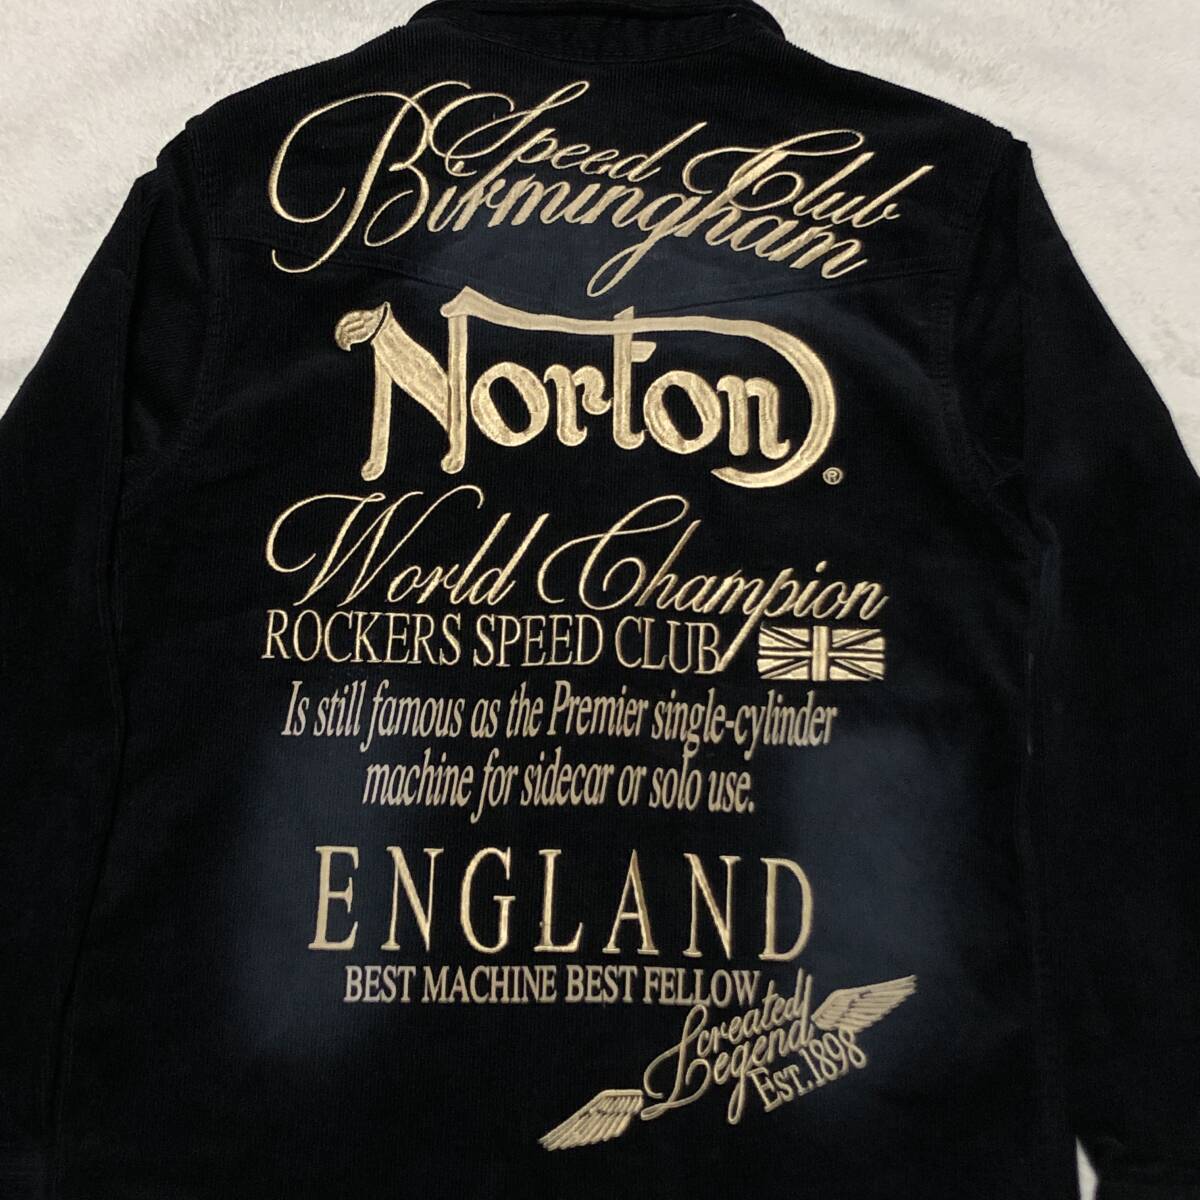 Speed Club
Birmingham
Norton®
World Champion
ROCKERS SPEED CLUB
Is still famous as the Premier single-cylinder
machine for sidecar or solo use.
ENGLAND
BEST MACHINE BEST FELLOW
created
Legend
EST.1898